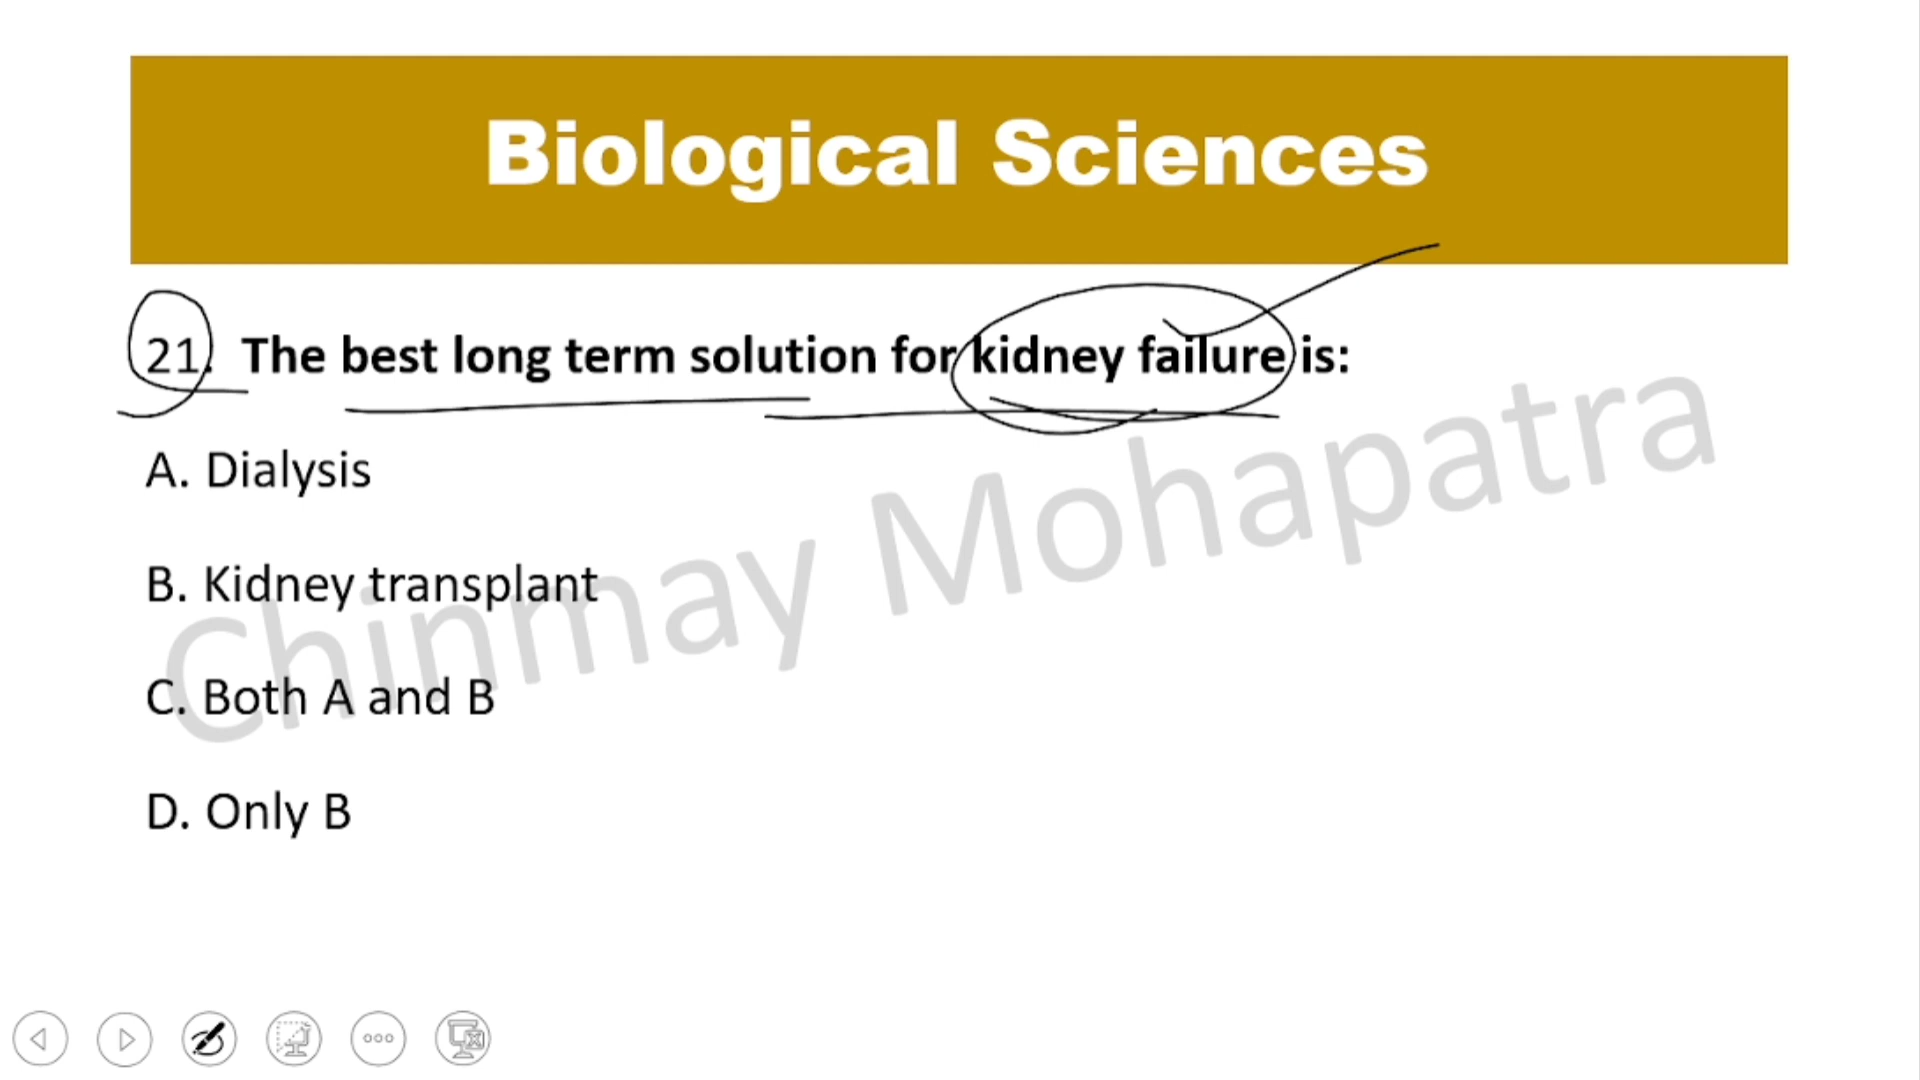 Biological Sciences
21. The best long term solution for kidney failure is:
A. Dialysis
B. Kidney transplant
C. Both A and B
D. Only B
Chinmay Mohapatra